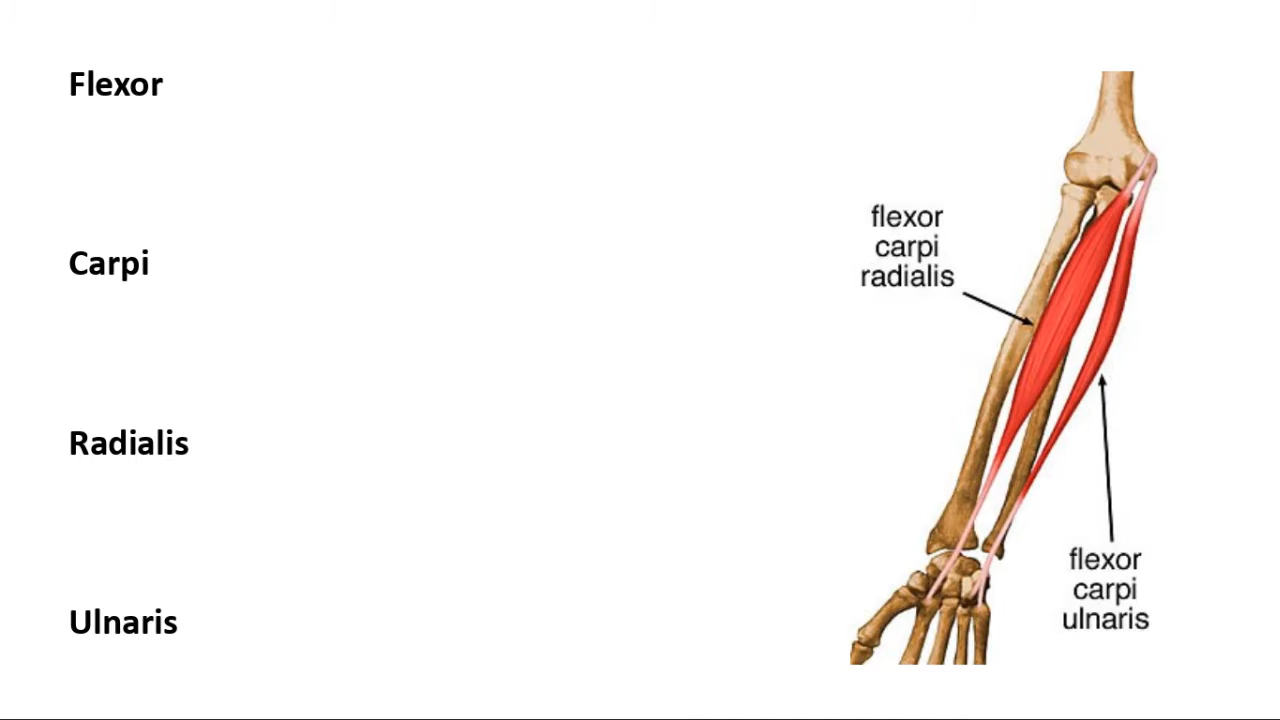 Flexor
Carpi
Radialis
Ulnaris
flexor
carpi
radialis
flexor
carpi
ulnaris